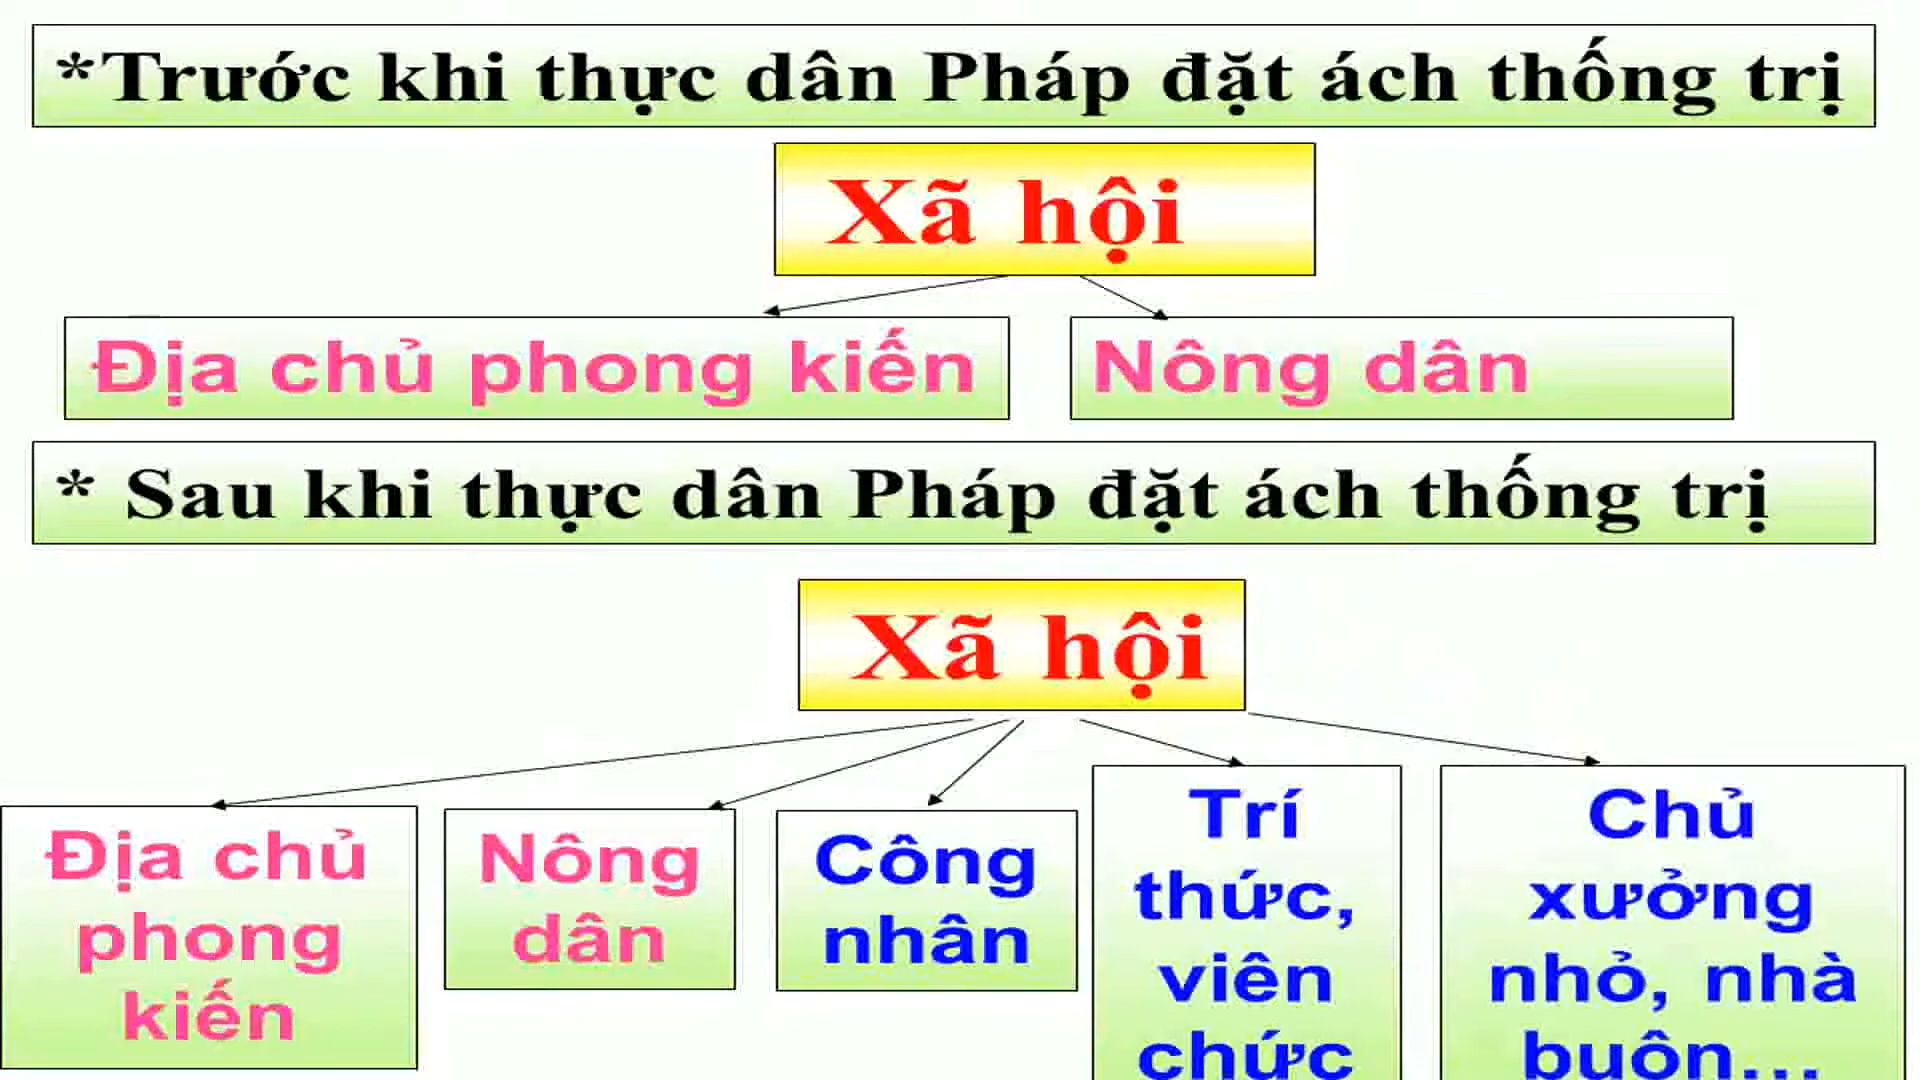 *Trước khi thực dân Pháp đặt ách thống trị
Xã hội
Địa chủ phong kiến
Nông dân
* Sau khi thực dân Pháp đặt ách thống trị
Xã hội
Địa chủ
phong
kiến
Nông
dân
Công
nhân
Trí
thức,
viên
chức
Chủ
xưởng
nhỏ, nhà
buôn...